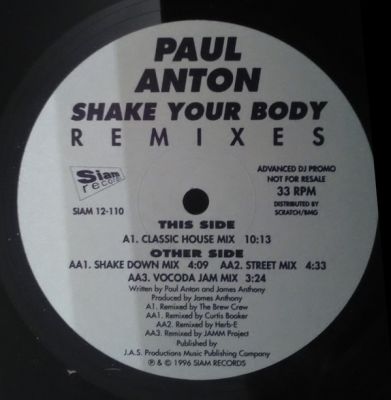 PAUL
ANTON
SHAKE YOUR BODY
REMIXES
Siam
records
SIAM 12-110
ADVANCED DJ PROMO
NOT FOR RESALE
33 RPM
DISTRIBUTED BY
SCRATCH/BMG
THIS SIDE
A1. CLASSIC HOUSE MIX 10:13
OTHER SIDE
AA1. SHAKE DOWN MIX 4:09 AA2. STREET MIX 4:33
AA3. VOCODA JAM MIX 3:24
Written by Paul Anton and James Anthony
Produced by James Anthony
A1. Remixed by The Brew Crew
AA1. Remixed by Curtis Booker
AA2. Remixed by Herb-E
AA3. Remixed by JAMM Project
Published by
J.A.S. Productions Music Publishing Company
℗ & © 1996 SIAM RECORDS